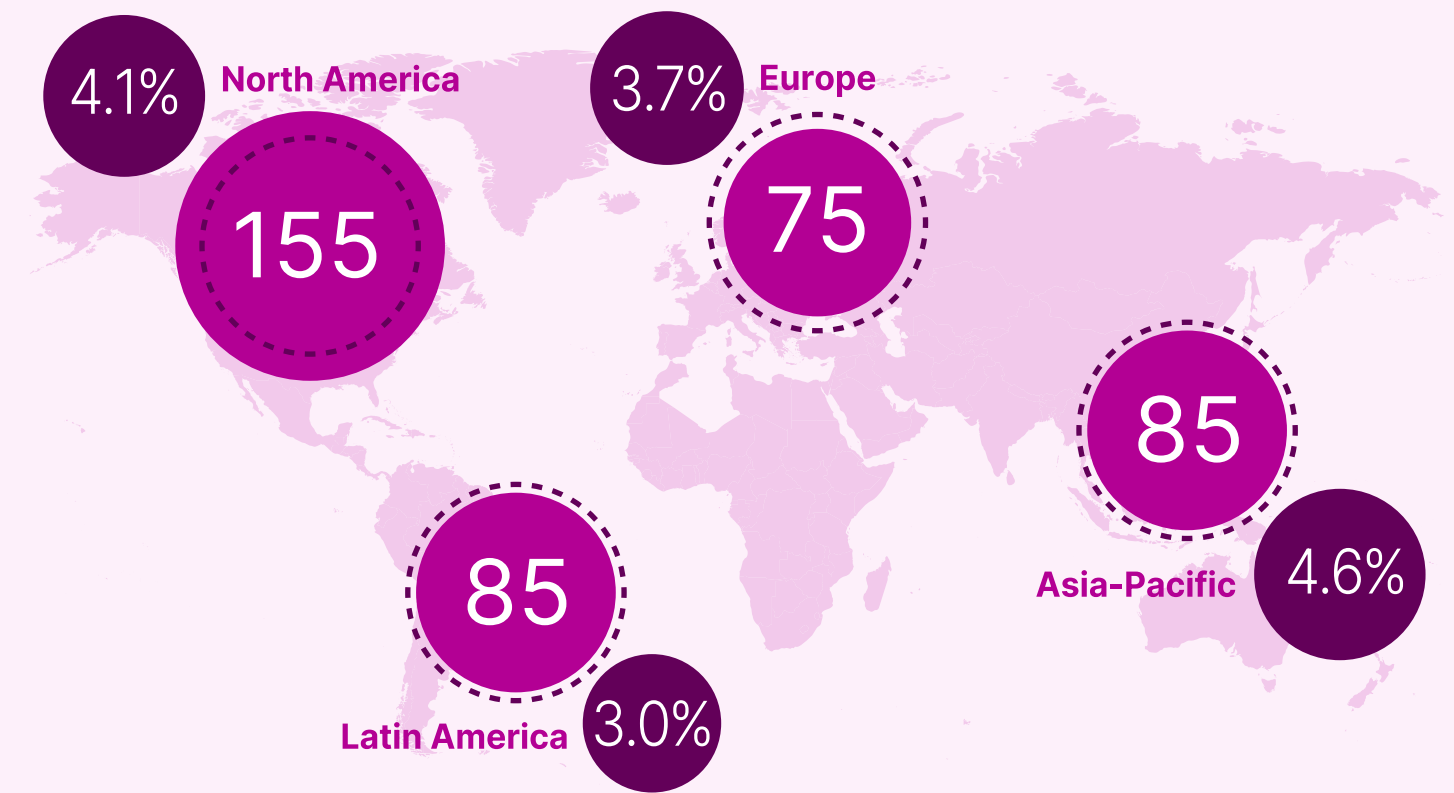 4.1%
North America
155
3.7%
Europe
75
85
Asia-Pacific
4.6%
85
Latin America
3.0%